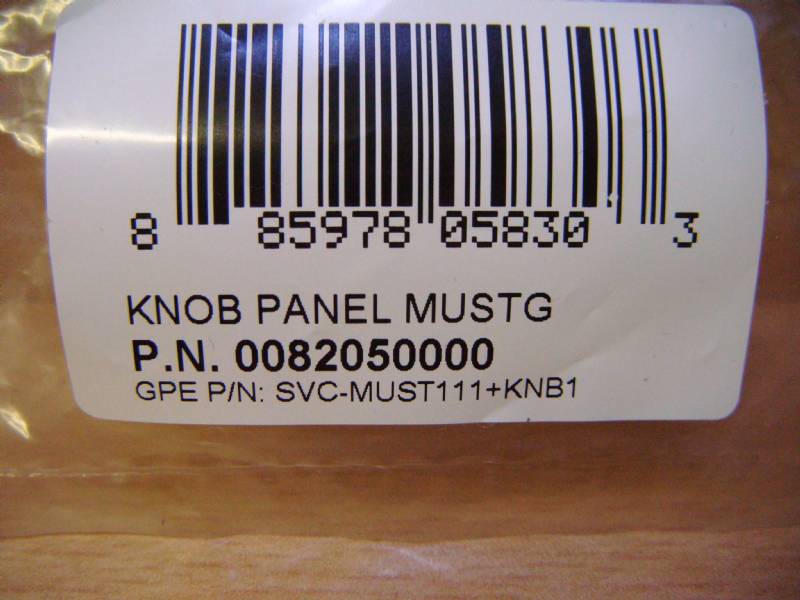 8 85978 05830 3
KNOB PANEL MUSTG
P.N. 0082050000
GPE P/N: SVC-MUST111+KNB1